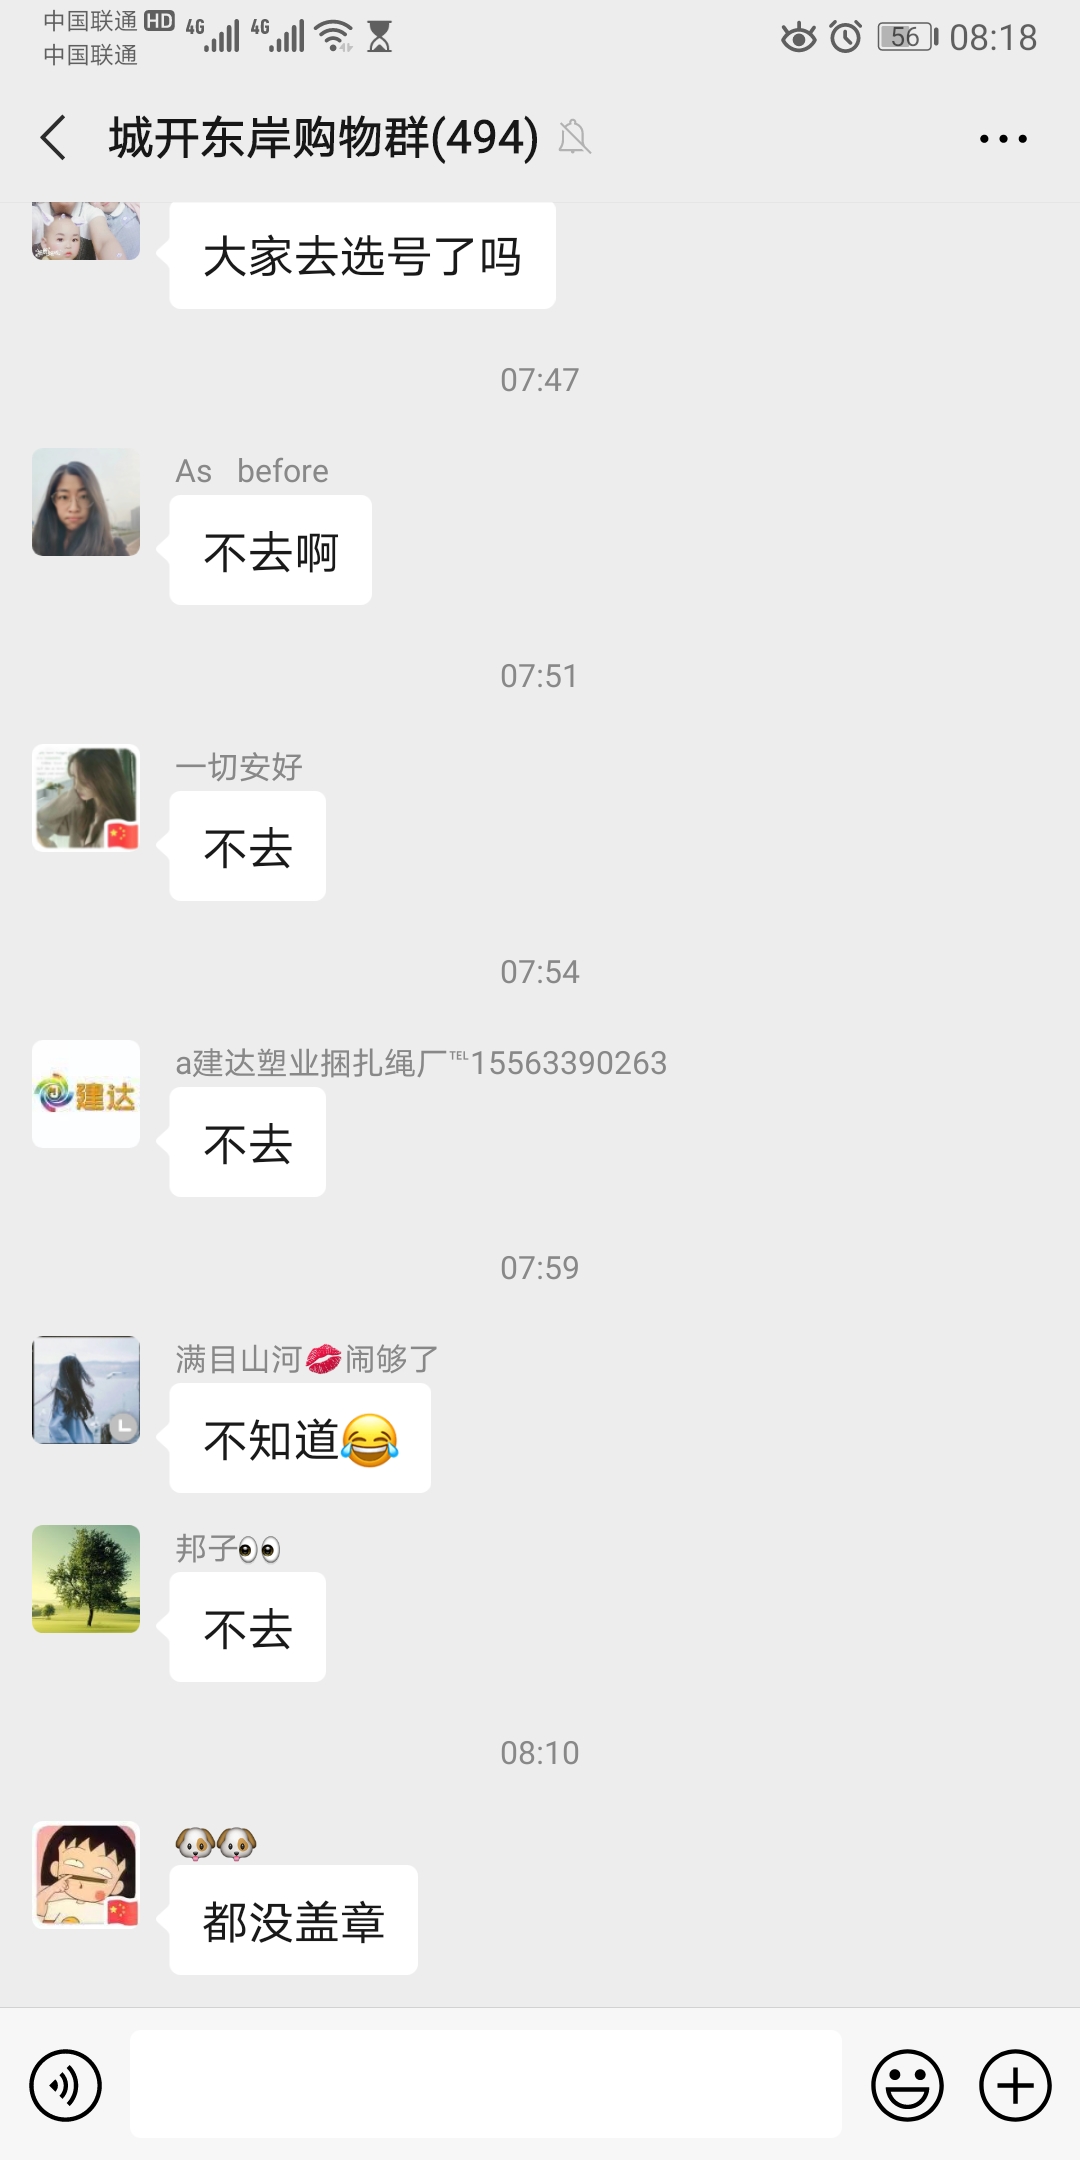 中国联通 HD 4G 4G 56 08:18
中国联通
城开东岸购物群(494)
大家去选号了吗
07:47
As before
不去啊
07:51
一切安好
不去
07:54
a建达塑业捆扎绳厂℡15563390263
建达
不去
07:59
满目山河💋闹够了
不知道😂
邦子👀
不去
08:10
🐶🐶
都没盖章